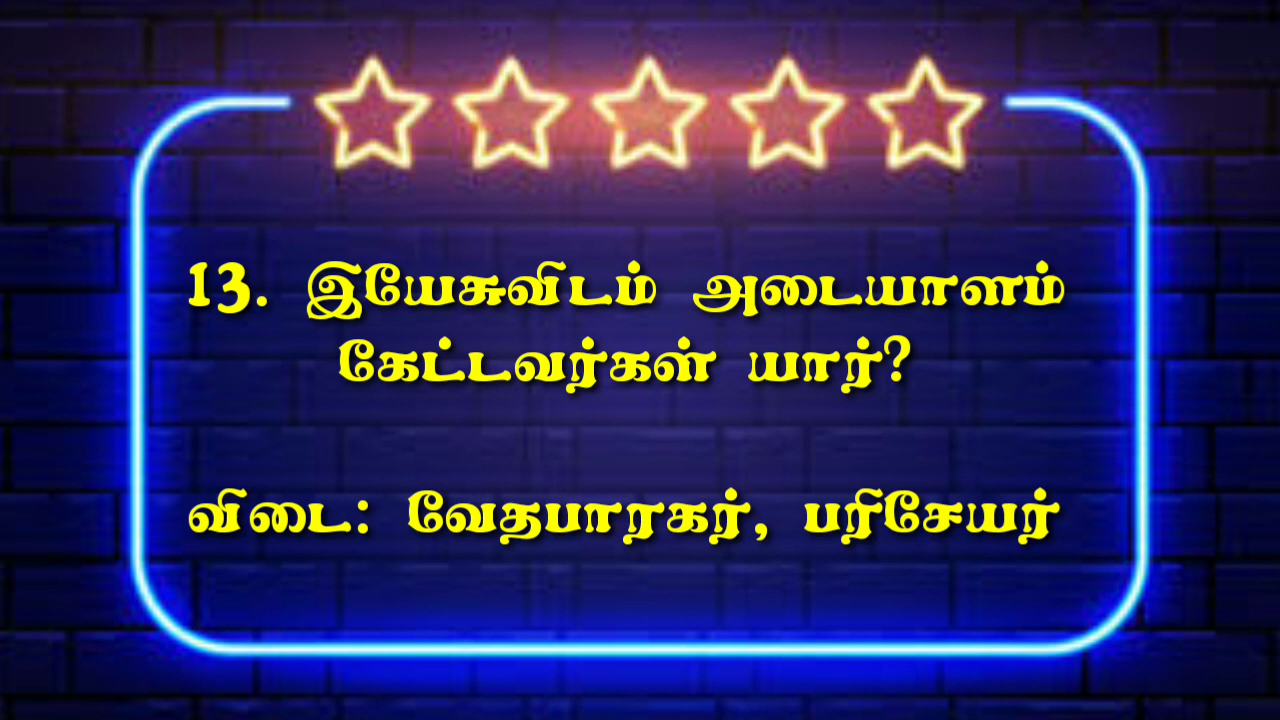 13. இயேசுவிடம் அடையாளம்
கேட்டவர்கள் யார்?
விடை: வேதபாரகர், பரிசேயர்